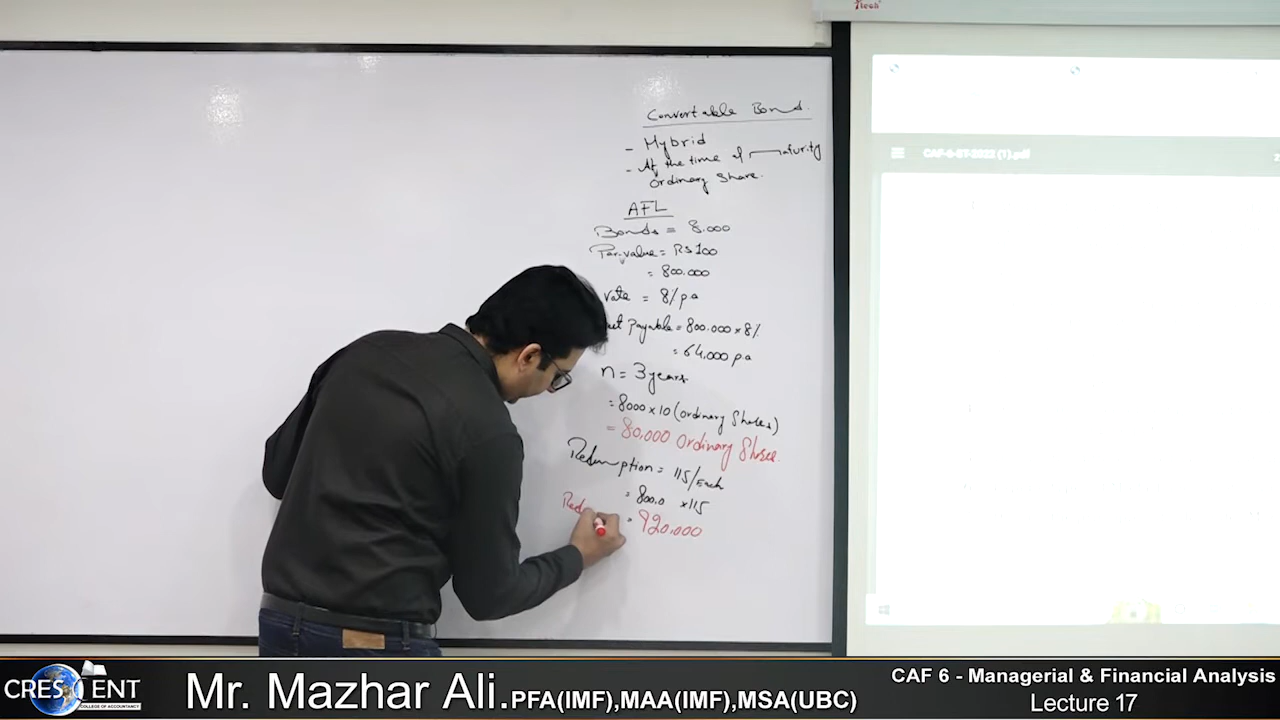 Convertable Bond.
- Hybrid
- At the time of maturity
Ordinary Share.
AFL
Bonds = 8.000
Par.value = Rs 100
= 800.000
rate = 8% pa
Payable = 800.000 x 8%
= 64,000 pa
n = 3 years
= 8000 x 10 (ordinary Shares)
= 80,000 Ordinary Shares.
Redemption = 115/Each
= 800.0 x 115
= 920.000
CAF-6-ST-2022 (1).pdf
CRESCENT
COLLEGE OF ACCOUNTANCY
Mr. Mazhar Ali.PFA(IMF),MAA(IMF),MSA(UBC)
CAF 6 - Managerial & Financial Analysis
Lecture 17